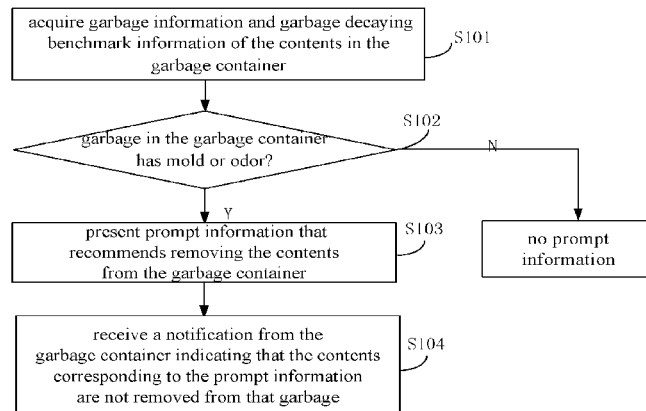 acquire garbage information and garbage decaying
benchmark information of the contents in the
garbage container
S101
garbage in the garbage container
has mold or odor?
S102
N
Y
present prompt information that
recommends removing the contents
from the garbage container
S103
no prompt
information
receive a notification from the
garbage container indicating that the contents
corresponding to the prompt information
are not removed from that garbage
S104